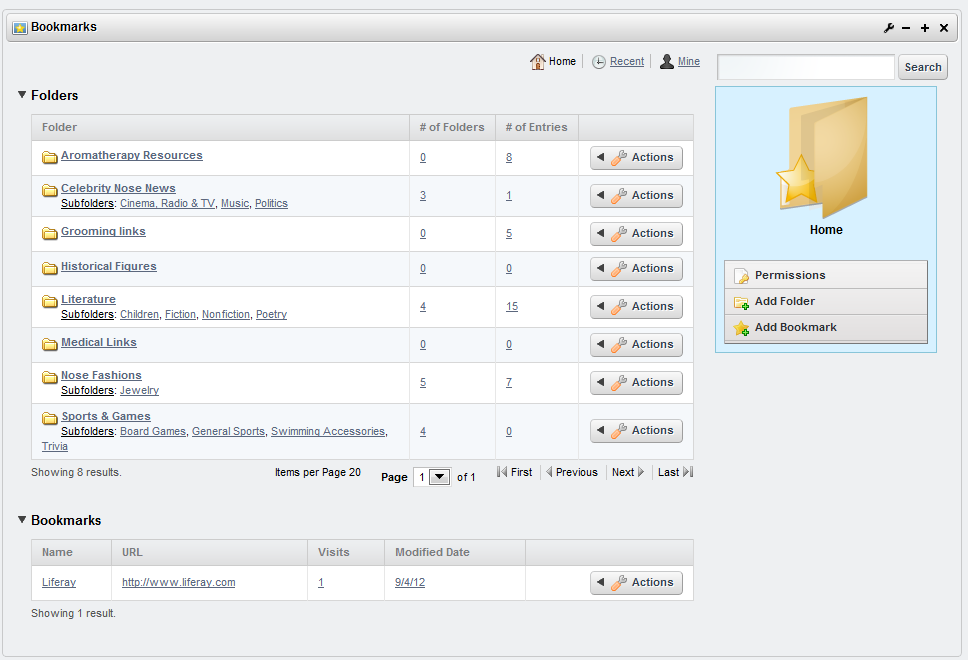 Bookmarks
Home Recent Mine Search
Folders
Folder # of Folders # of Entries
Aromatherapy Resources 0 8 Actions
Celebrity Nose News
Subfolders: Cinema, Radio & TV, Music, Politics 3 1 Actions
Grooming links 0 5 Actions
Historical Figures 0 0 Actions
Literature
Subfolders: Children, Fiction, Nonfiction, Poetry 4 15 Actions
Medical Links 0 0 Actions
Nose Fashions
Subfolders: Jewelry 5 7 Actions
Sports & Games
Subfolders: Board Games, General Sports, Swimming Accessories,
Trivia 4 0 Actions
Showing 8 results. Items per Page 20 Page 1 of 1 First Previous Next Last
Home
Permissions
Add Folder
Add Bookmark
Bookmarks
Name URL Visits Modified Date
Liferay http://www.liferay.com 1 9/4/12 Actions
Showing 1 result.